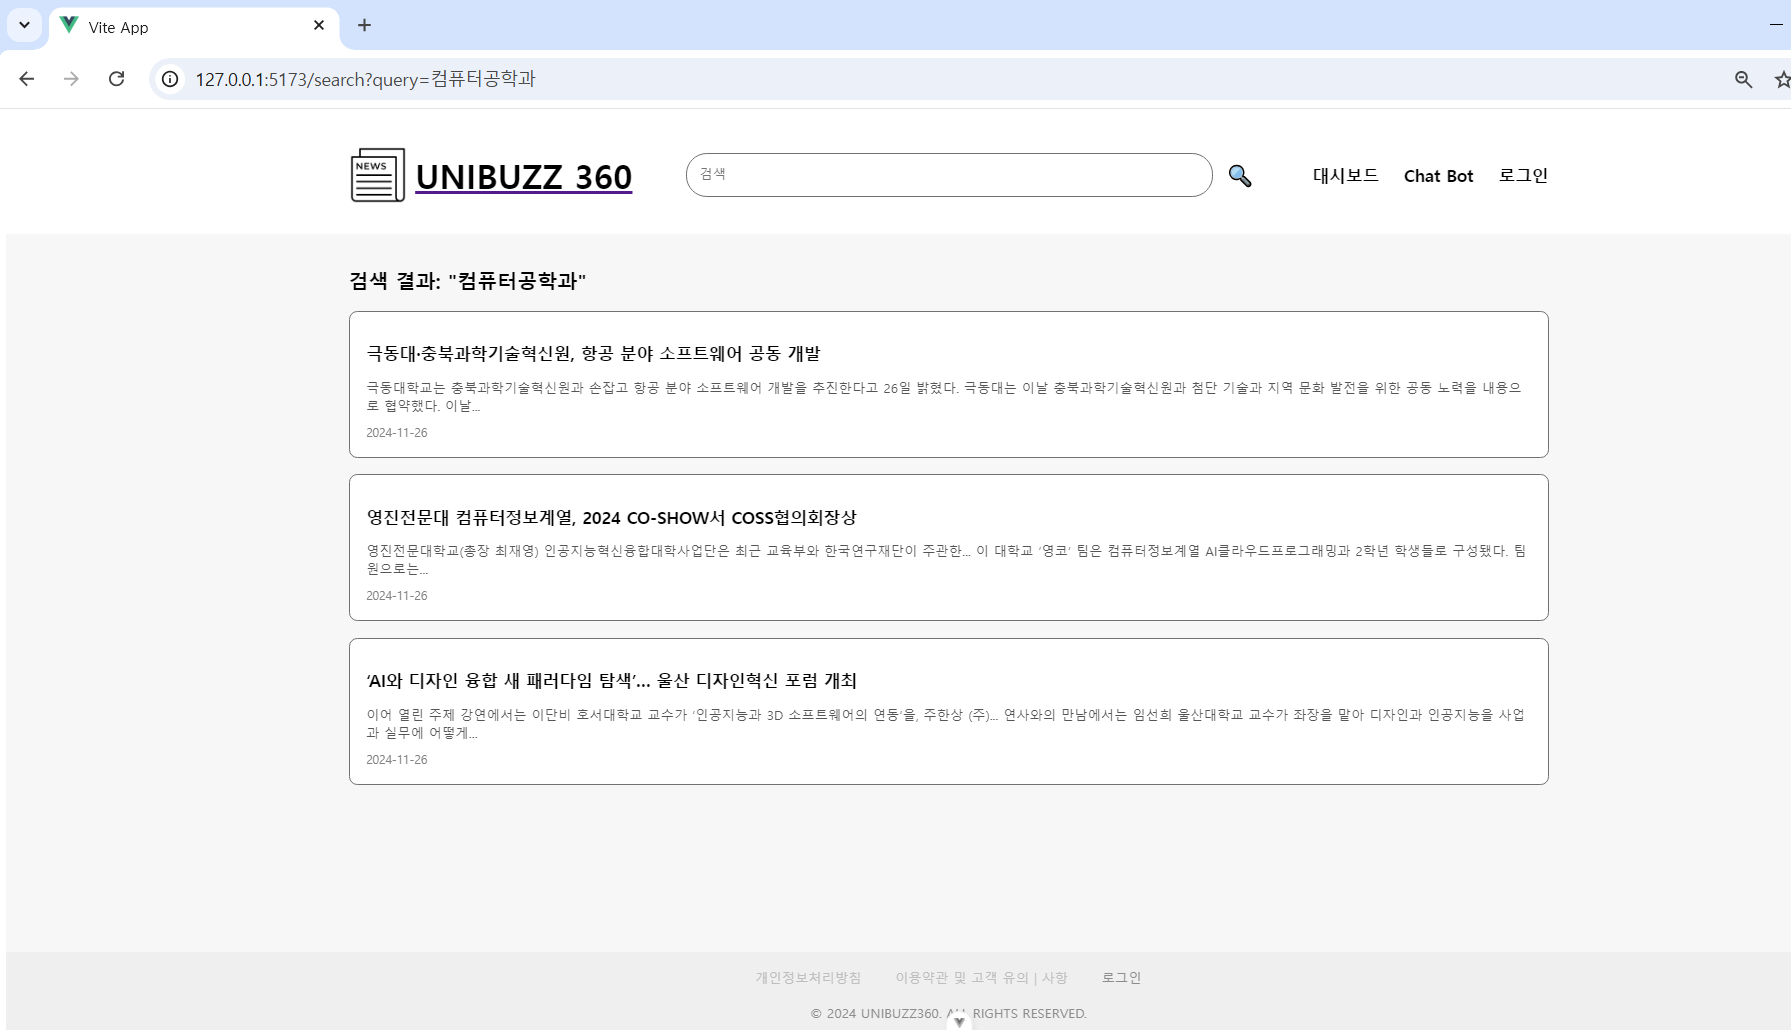 Vite App
127.0.0.1:5173/search?query=컴퓨터공학과
NEWS
UNIBUZZ 360
검색
대시보드
Chat Bot
로그인
검색 결과: "컴퓨터공학과"
극동대·충북과학기술혁신원, 항공 분야 소프트웨어 공동 개발
극동대학교는 충북과학기술혁신원과 손잡고 항공 분야 소프트웨어 개발을 추진한다고 26일 밝혔다. 극동대는 이날 충북과학기술혁신원과 첨단 기술과 지역 문화 발전을 위한 공동 노력을 내용으
로 협약했다. 이날...
2024-11-26
영진전문대 컴퓨터정보계열, 2024 CO-SHOW서 COSS협의회장상
영진전문대학교(총장 최재영) 인공지능혁신융합대학사업단은 최근 교육부와 한국연구재단이 주관한... 이 대학교 ‘영코’ 팀은 컴퓨터정보계열 AI클라우드프로그래밍과 2학년 학생들로 구성됐다. 팀
원으로는...
2024-11-26
‘AI와 디자인 융합 새 패러다임 탐색’... 울산 디자인혁신 포럼 개최
이어 열린 주제 강연에서는 이단비 호서대학교 교수가 ‘인공지능과 3D 소프트웨어의 연동’을, 주한상 (주)... 연사와의 만남에서는 임선희 울산대학교 교수가 좌장을 맡아 디자인과 인공지능을 사업
과 실무에 어떻게...
2024-11-26
개인정보처리방침
이용약관 및 고객 유의 | 사항
로그인
© 2024 UNIBUZZ360. ALL RIGHTS RESERVED.